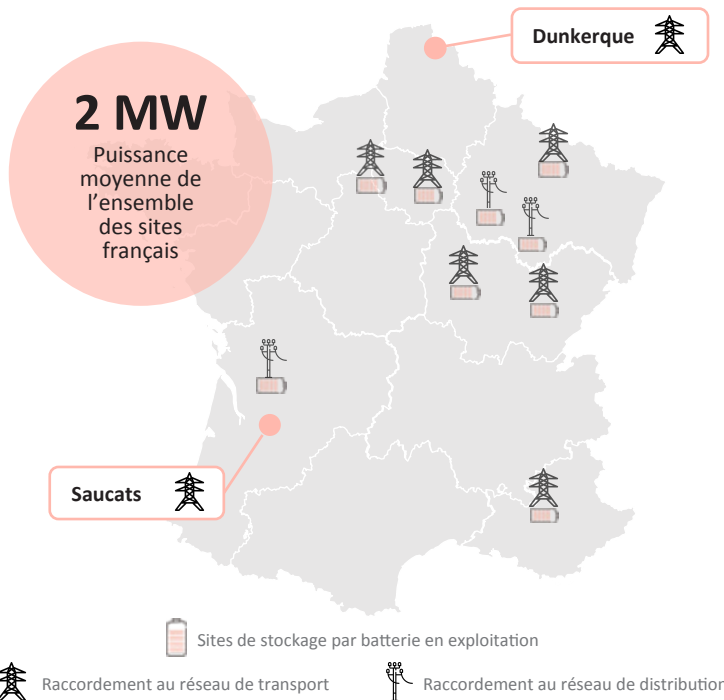 Dunkerque
2 MW
Puissance
moyenne de
l’ensemble
des sites
français
Saucats
Sites de stockage par batterie en exploitation
Raccordement au réseau de transport
Raccordement au réseau de distribution